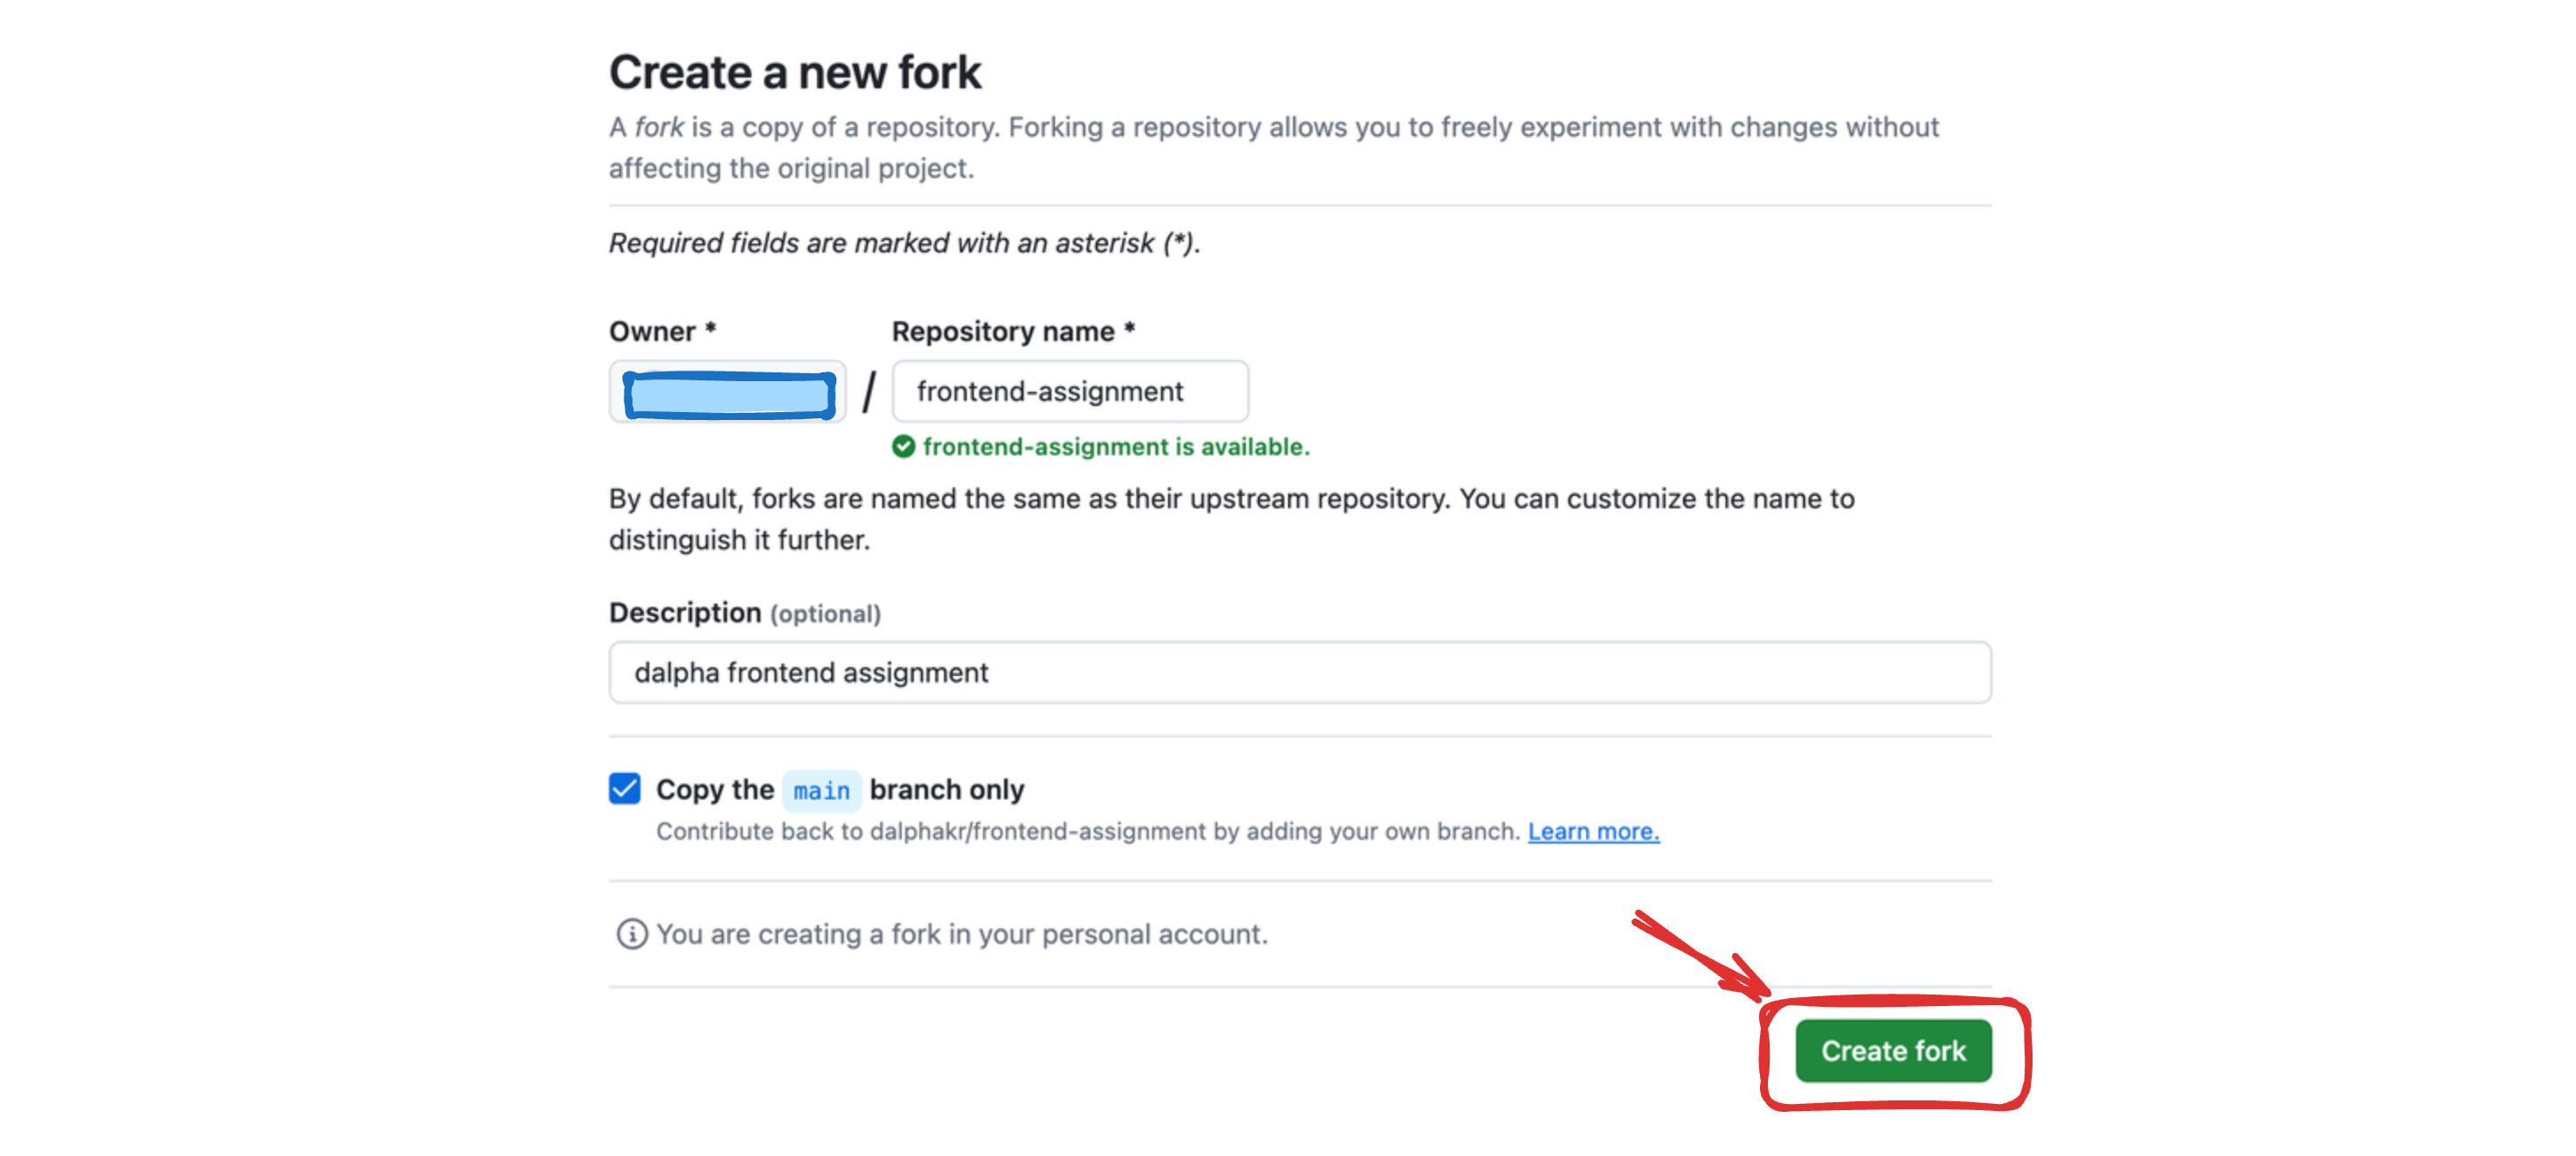 Create a new fork
A fork is a copy of a repository. Forking a repository allows you to freely experiment with changes without
affecting the original project.
Required fields are marked with an asterisk (*).
Owner * Repository name *
/ frontend-assignment
frontend-assignment is available.
By default, forks are named the same as their upstream repository. You can customize the name to
distinguish it further.
Description (optional)
dalpha frontend assignment
Copy the main branch only
Contribute back to dalphakr/frontend-assignment by adding your own branch. Learn more.
You are creating a fork in your personal account.
Create fork